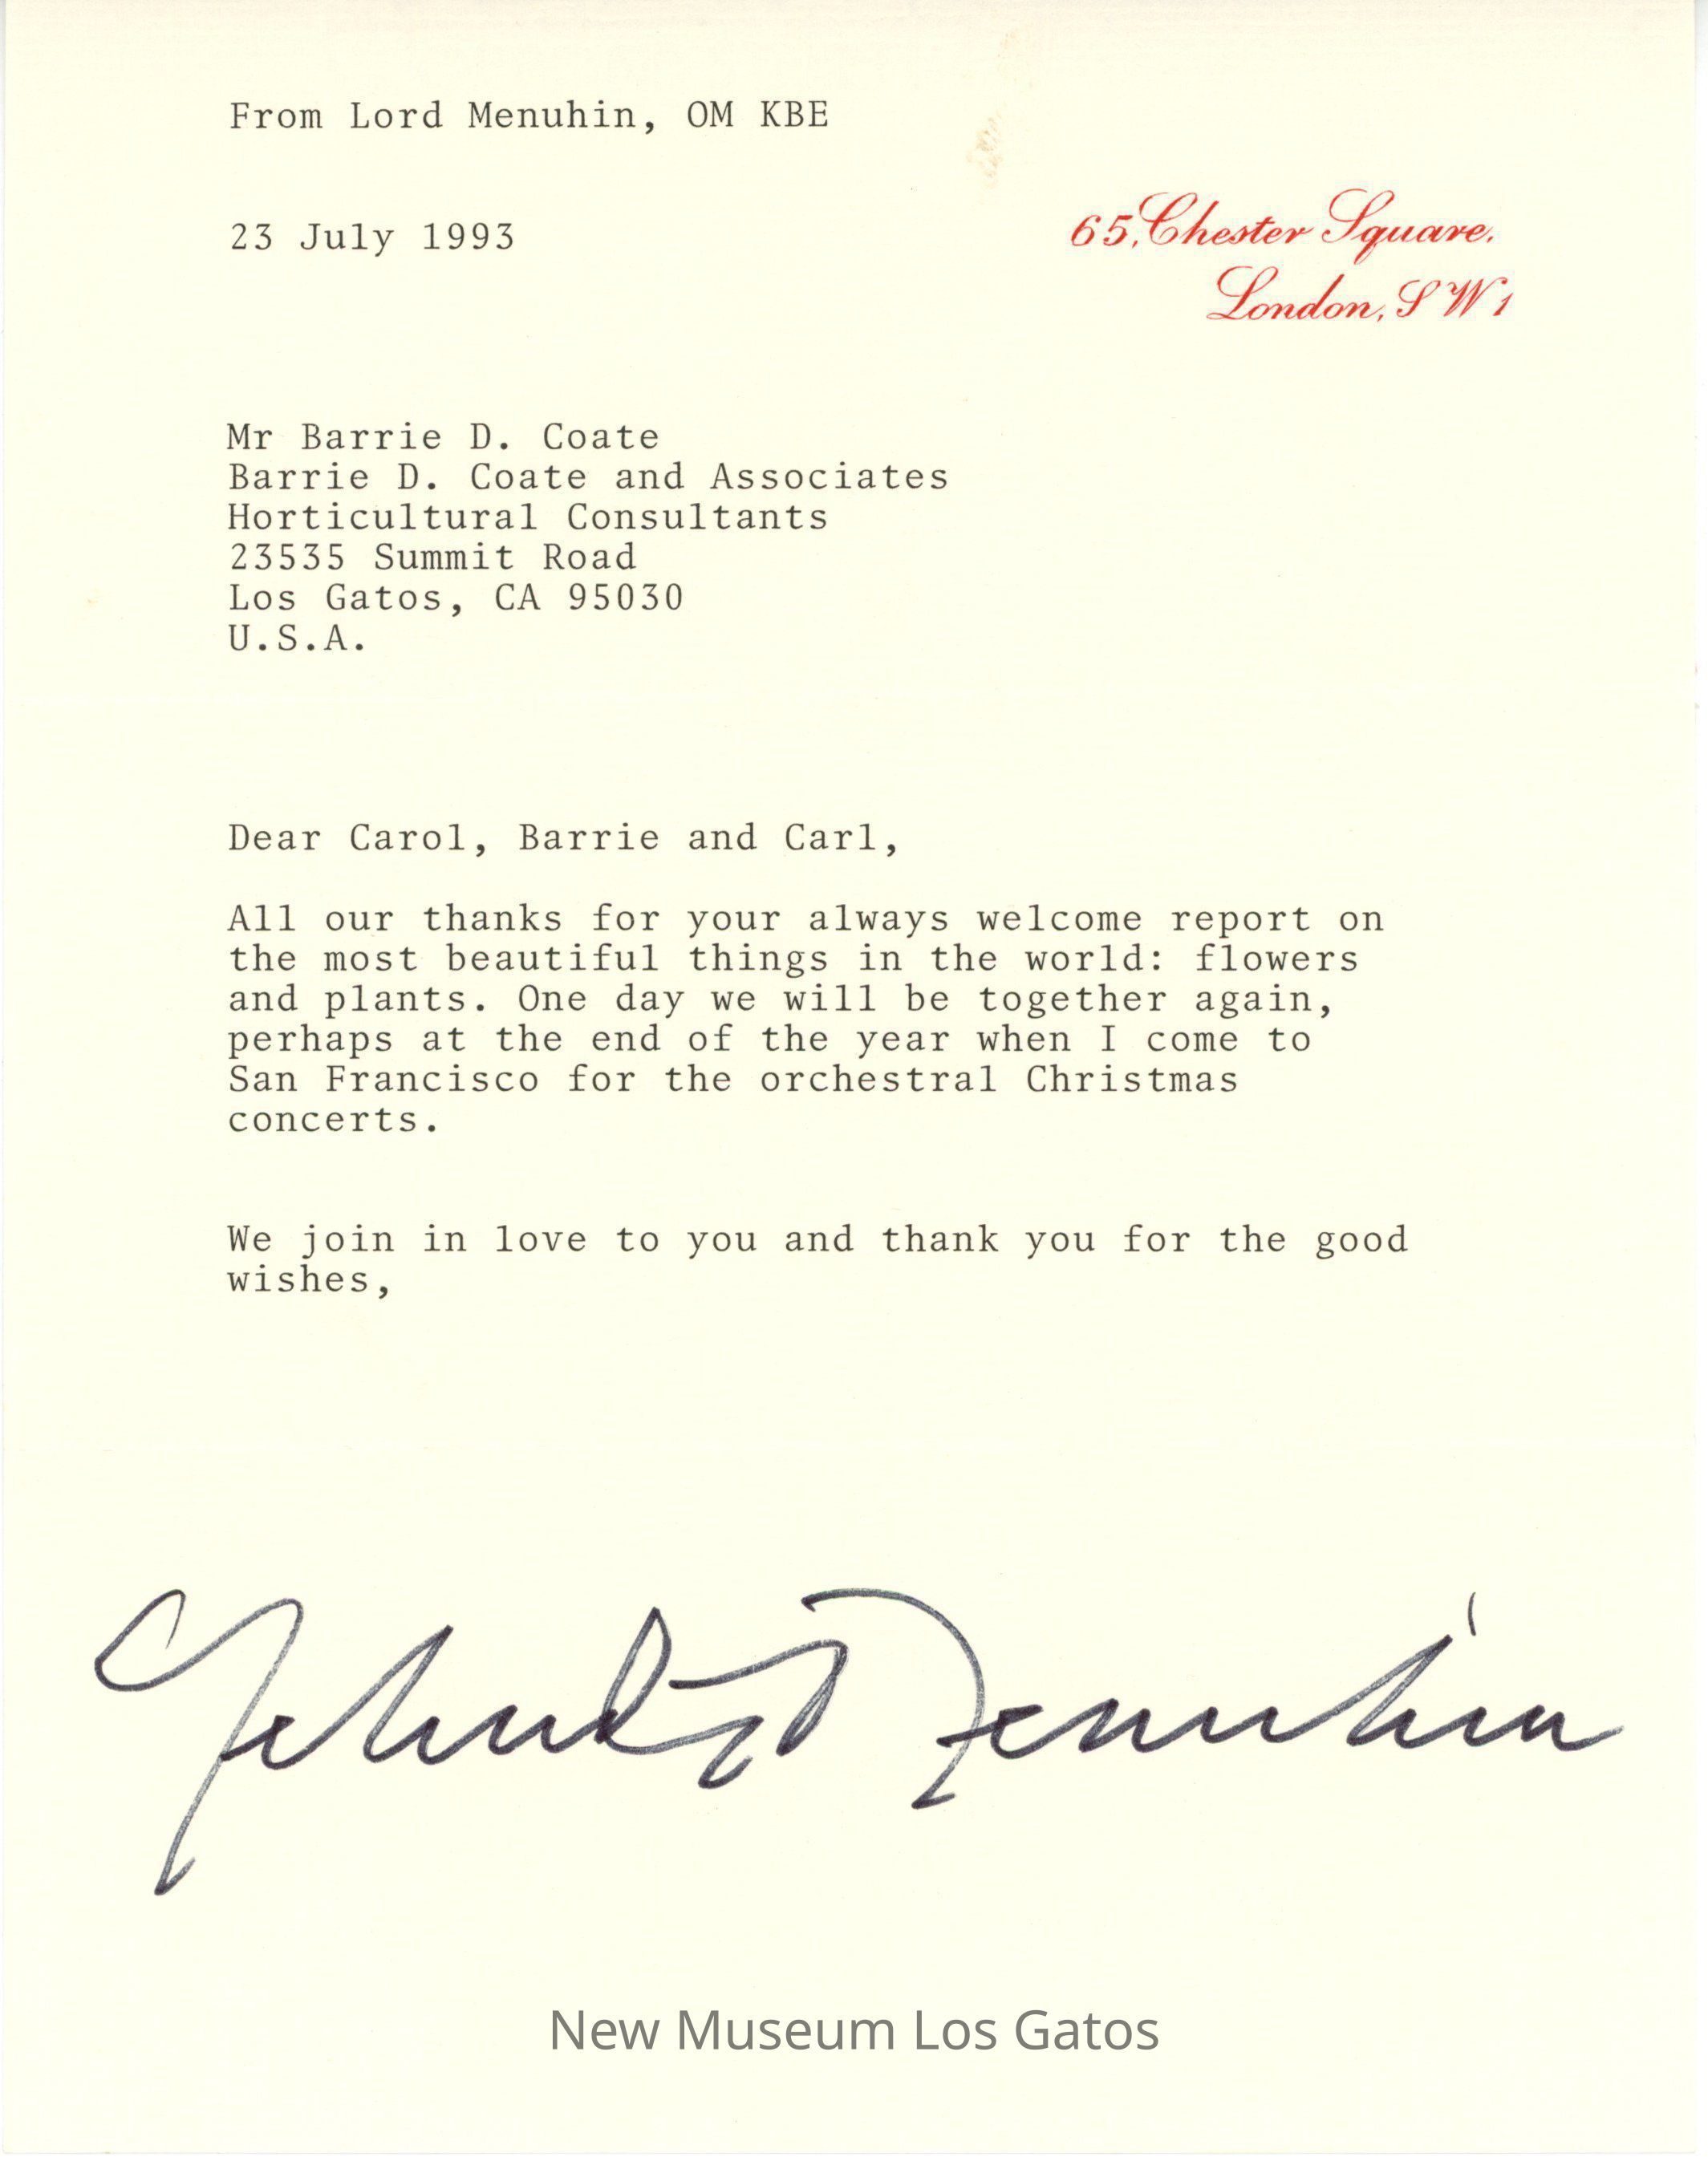 From Lord Menuhin, OM KBE
23 July 1993
65, Chester Square.
London, SW1
Mr Barrie D. Coate
Barrie D. Coate and Associates
Horticultural Consultants
23535 Summit Road
Los Gatos, CA 95030
U.S.A.
Dear Carol, Barrie and Carl,
All our thanks for your always welcome report on
the most beautiful things in the world: flowers
and plants. One day we will be together again,
perhaps at the end of the year when I come to
San Francisco for the orchestral Christmas
concerts.
We join in love to you and thank you for the good
wishes,
Yehudi Menuhin
New Museum Los Gatos